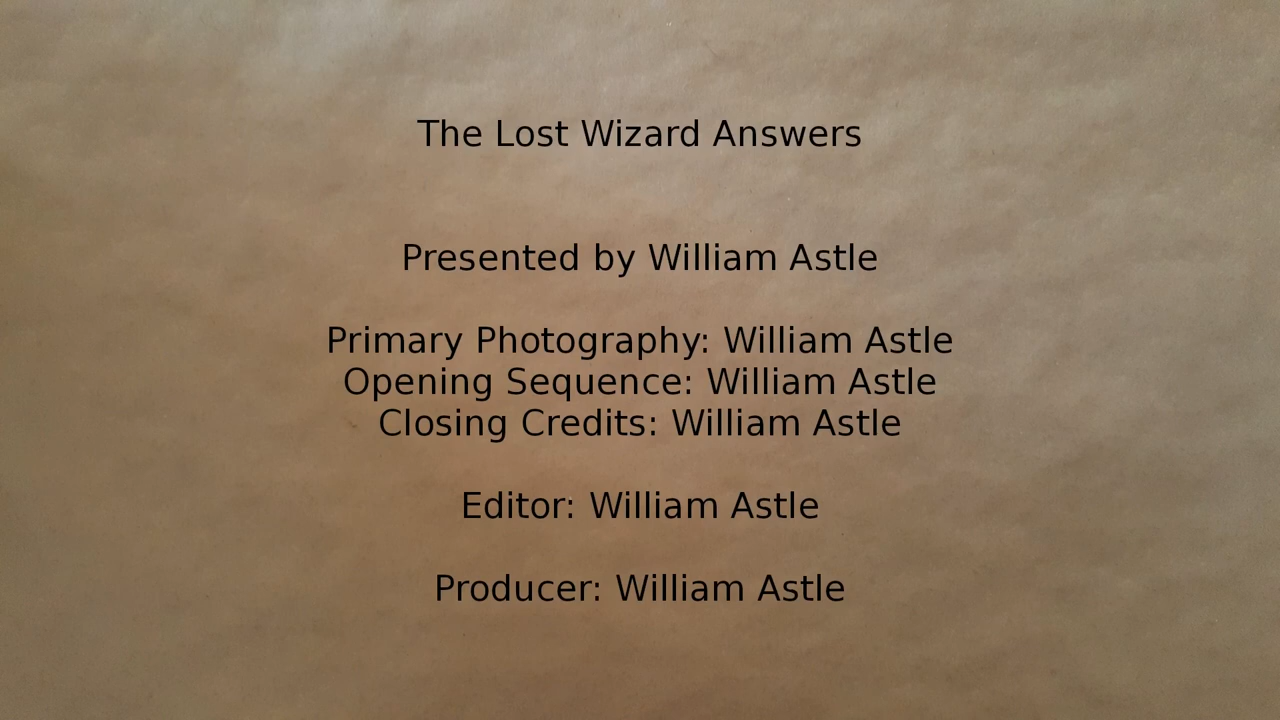 The Lost Wizard Answers
Presented by William Astle
Primary Photography: William Astle
Opening Sequence: William Astle
Closing Credits: William Astle
Editor: William Astle
Producer: William Astle